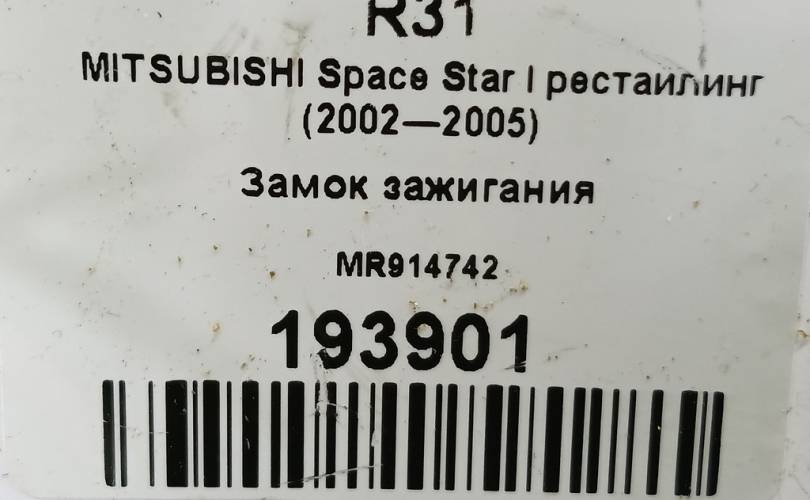 R31
MITSUBISHI Space Star I рестайлинг
(2002—2005)
Замок зажигания
MR914742
193901